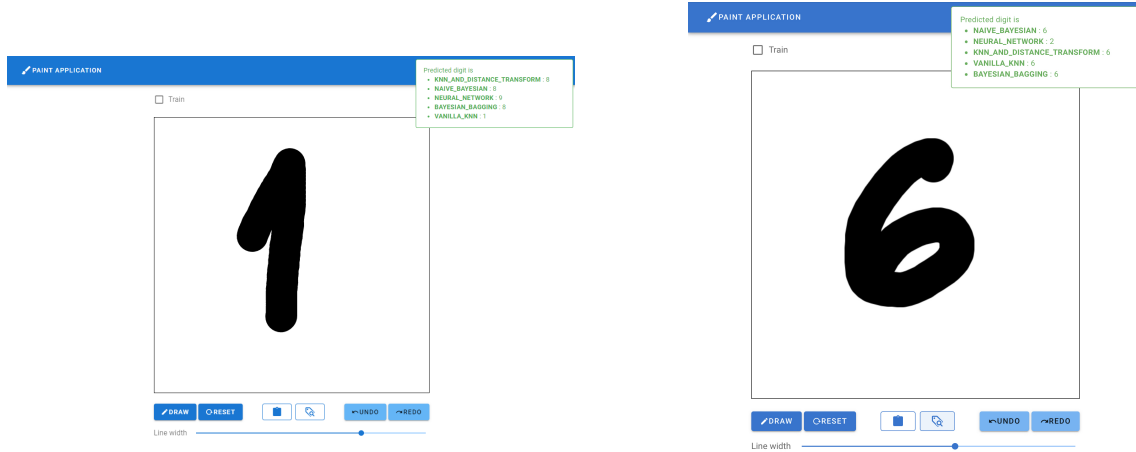 PAINT APPLICATION
Predicted digit is
• KNN_AND_DISTANCE_TRANSFORM : 8
• NAIVE_BAYESIAN : 8
• NEURAL_NETWORK : 9
• BAYESIAN_BAGGING : 8
• VANILLA_KNN : 1
Train
1
DRAW RESET UNDO REDO
Line width
PAINT APPLICATION
Predicted digit is
• NAIVE_BAYESIAN : 6
• NEURAL_NETWORK : 2
• KNN_AND_DISTANCE_TRANSFORM : 6
• VANILLA_KNN : 6
• BAYESIAN_BAGGING : 6
Train
6
DRAW RESET UNDO REDO
Line width